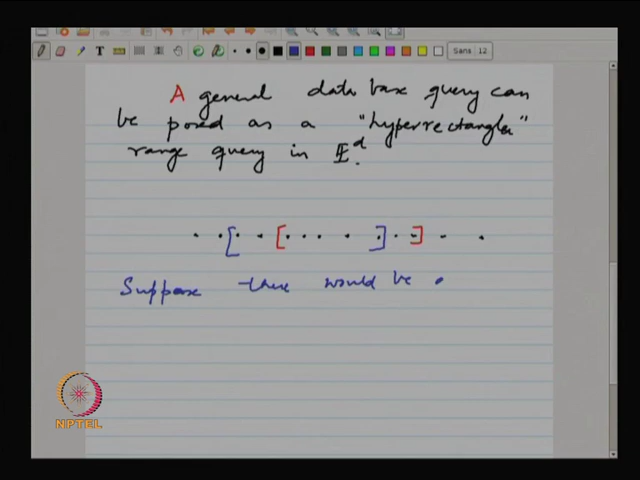 T
Sans 12
A general data base query can
be posed as a "hyperrectangle"
range query in E^d.
Suppose there would be
NPTEL